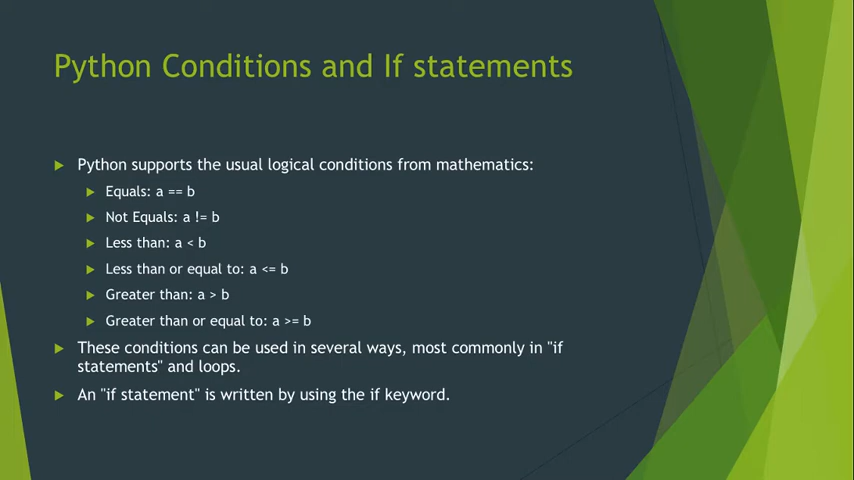 Python Conditions and If statements
Python supports the usual logical conditions from mathematics:
Equals: a == b
Not Equals: a != b
Less than: a < b
Less than or equal to: a <= b
Greater than: a > b
Greater than or equal to: a >= b
These conditions can be used in several ways, most commonly in "if
statements" and loops.
An "if statement" is written by using the if keyword.